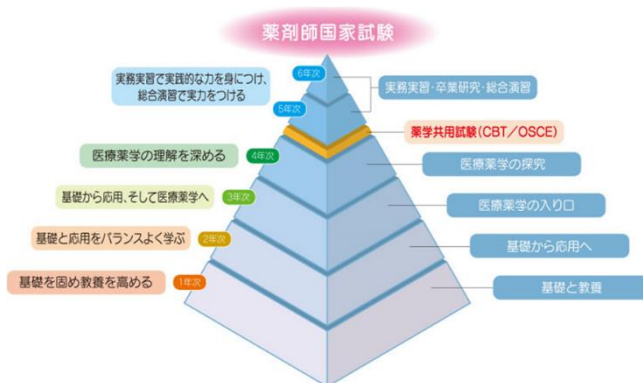 薬剤師国家試験
実務実習で実践的な力を身につけ、
総合演習で実力をつける
6年次
5年次
実務実習・卒業研究・総合演習
薬学共用試験(CBT/OSCE)
医療薬学の理解を深める
4年次
医療薬学の探究
基礎から応用、そして医療薬学へ
3年次
医療薬学の入り口
基礎と応用をバランスよく学ぶ
2年次
基礎から応用へ
基礎を固め教養を高める
1年次
基礎と教養